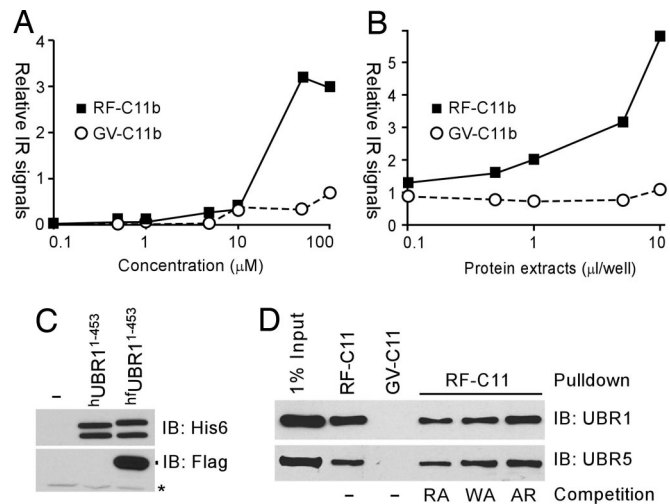 A
Relative IR signals
4
3
2
1
0
RF-C11b
GV-C11b
0.1
1
10
100
Concentration (μM)
B
Relative IR signals
6
5
4
3
2
1
0
RF-C11b
GV-C11b
0.1
1
10
Protein extracts (μl/well)
C
–
hUBR1 1-453
hfUBR1 1-453
IB: His6
IB: Flag
*
D
1% Input
RF-C11
GV-C11
RF-C11
Pulldown
IB: UBR1
IB: UBR5
–
–
RA
WA
AR
Competition